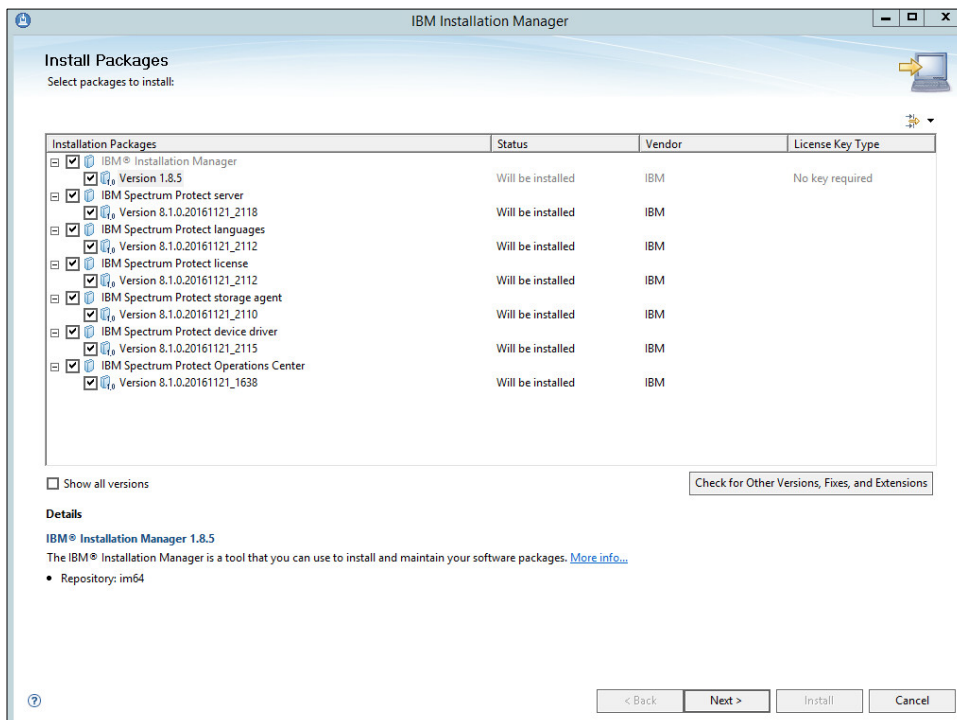 IBM Installation Manager
Install Packages
Select packages to install:
Installation Packages Status Vendor License Key Type
IBM® Installation Manager
Version 1.8.5 Will be installed IBM No key required
IBM Spectrum Protect server
Version 8.1.0.20161121_2118 Will be installed IBM
IBM Spectrum Protect languages
Version 8.1.0.20161121_2112 Will be installed IBM
IBM Spectrum Protect license
Version 8.1.0.20161121_2112 Will be installed IBM
IBM Spectrum Protect storage agent
Version 8.1.0.20161121_2110 Will be installed IBM
IBM Spectrum Protect device driver
Version 8.1.0.20161121_2115 Will be installed IBM
IBM Spectrum Protect Operations Center
Version 8.1.0.20161121_1638 Will be installed IBM
Show all versions Check for Other Versions, Fixes, and Extensions
Details
IBM® Installation Manager 1.8.5
The IBM® Installation Manager is a tool that you can use to install and maintain your software packages. More info...
• Repository: im64
? < Back Next > Install Cancel